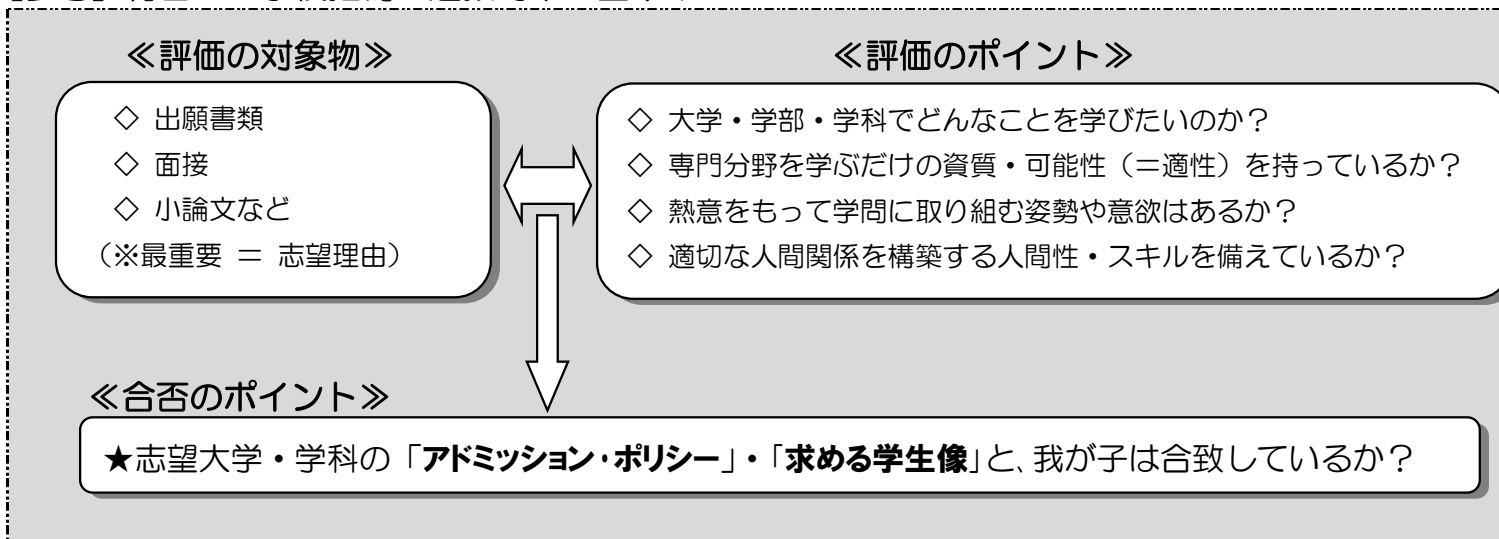 ≪評価の対象物≫
◇ 出願書類
◇ 面接
◇ 小論文など
（※最重要 ＝ 志望理由）
≪評価のポイント≫
◇ 大学・学部・学科でどんなことを学びたいのか？
◇ 専門分野を学ぶだけの資質・可能性（＝適性）を持っているか？
◇ 熱意をもって学問に取り組む姿勢や意欲はあるか？
◇ 適切な人間関係を構築する人間性・スキルを備えているか？
≪合否のポイント≫
★志望大学・学科の「アドミッション・ポリシー」・「求める学生像」と、我が子は合致しているか？